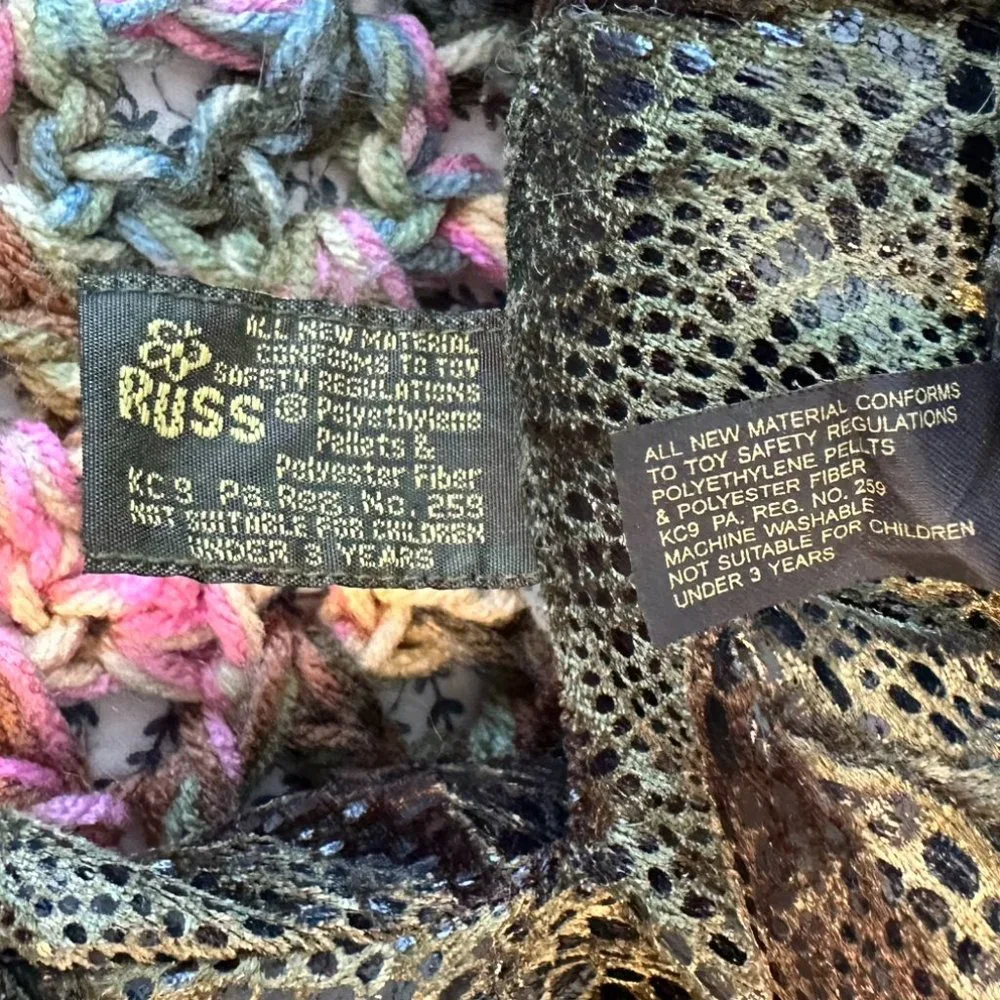 RUSS®
ALL NEW MATERIAL
CONFORMS TO TOY
SAFETY REGULATIONS
Polyethylene
Pellets &
Polyester Fiber
KC9 Pa. Reg. No. 259
NOT SUITABLE FOR CHILDREN
UNDER 3 YEARS
ALL NEW MATERIAL CONFORMS
TO TOY SAFETY REGULATIONS
POLYETHYLENE PELLTS
& POLYESTER FIBER
KC9 PA. REG. NO. 259
MACHINE WASHABLE
NOT SUITABLE FOR CHILDREN
UNDER 3 YEARS